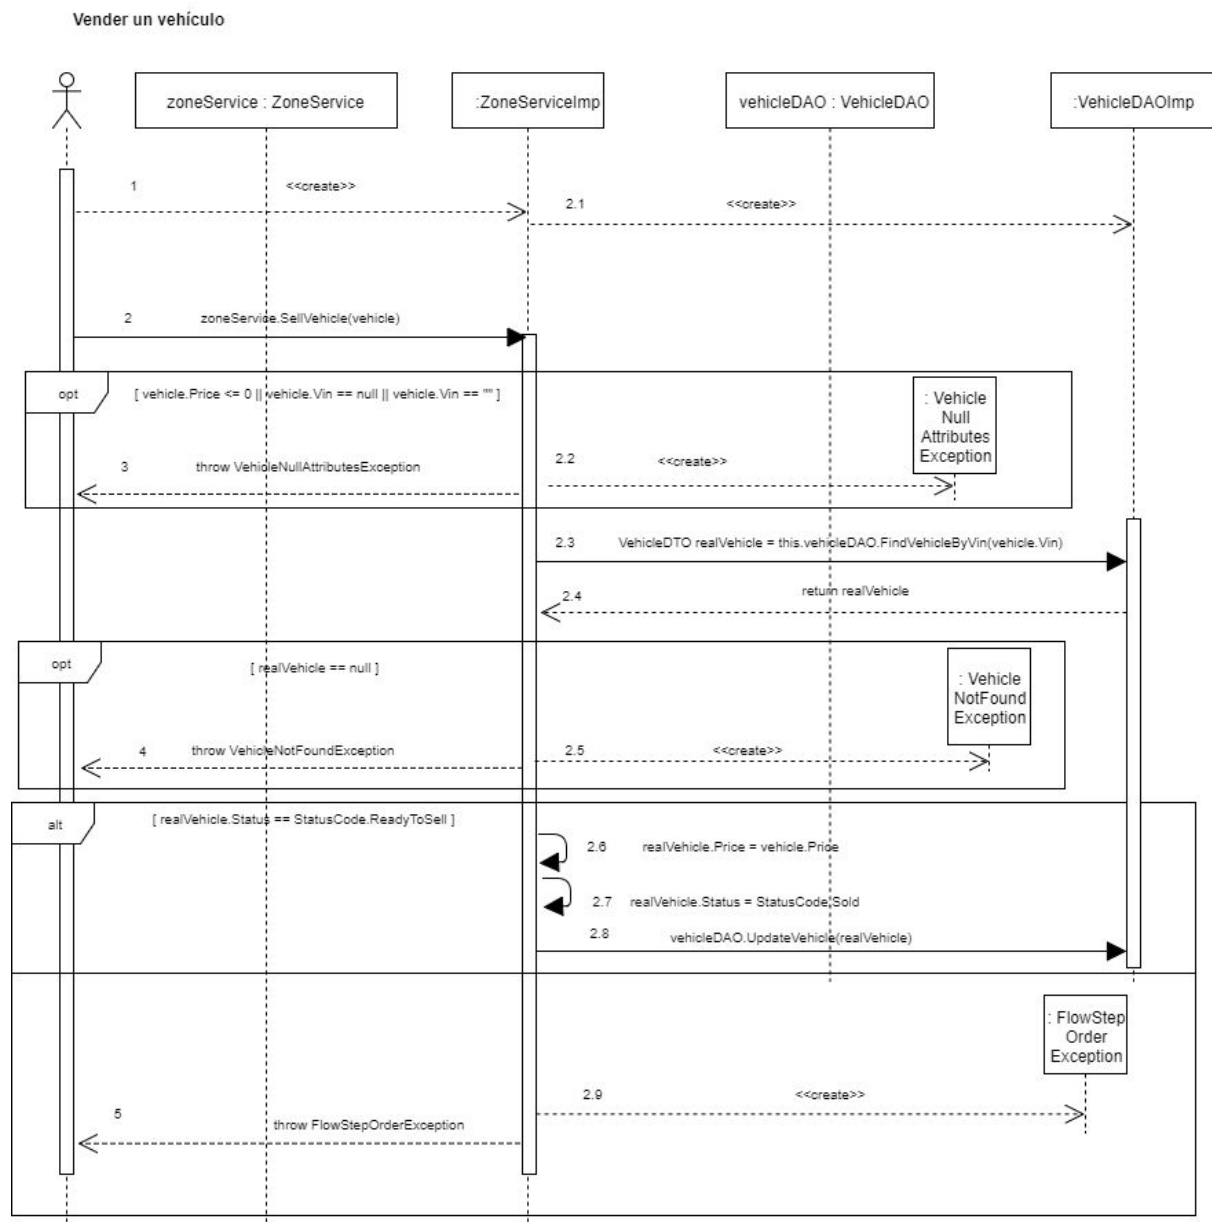 Vender un vehículo
zoneService : ZoneService
:ZoneServiceImp
vehicleDAO : VehicleDAO
:VehicleDAOImp
1
<<create>>
2.1
<<create>>
2
zoneService.SellVehicle(vehicle)
opt
[ vehicle.Price <= 0 || vehicle.Vin == null || vehicle.Vin == "" ]
: Vehicle
Null
Attributes
Exception
3
throw VehicleNullAttributesException
2.2
<<create>>
2.3
VehicleDTO realVehicle = this.vehicleDAO.FindVehicleByVin(vehicle.Vin)
2.4
return realVehicle
opt
[ realVehicle == null ]
: Vehicle
NotFound
Exception
4
throw VehicleNotFoundException
2.5
<<create>>
alt
[ realVehicle.Status == StatusCode.ReadyToSell ]
2.6
realVehicle.Price = vehicle.Price
2.7
realVehicle.Status = StatusCode.Sold
2.8
vehicleDAO.UpdateVehicle(realVehicle)
: FlowStep
Order
Exception
2.9
<<create>>
5
throw FlowStepOrderException